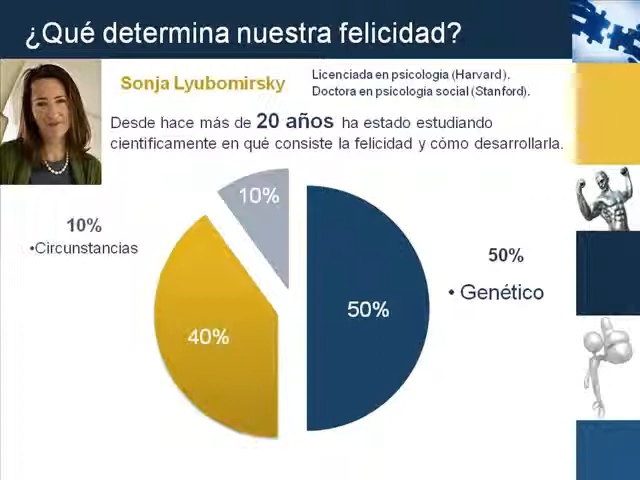 ¿Qué determina nuestra felicidad?
Sonja Lyubomirsky
Licenciada en psicología (Harvard).
Doctora en psicología social (Stanford).
Desde hace más de 20 años ha estado estudiando
científicamente en qué consiste la felicidad y cómo desarrollarla.
10%
10%
•Circunstancias
50%
• Genético
50%
40%